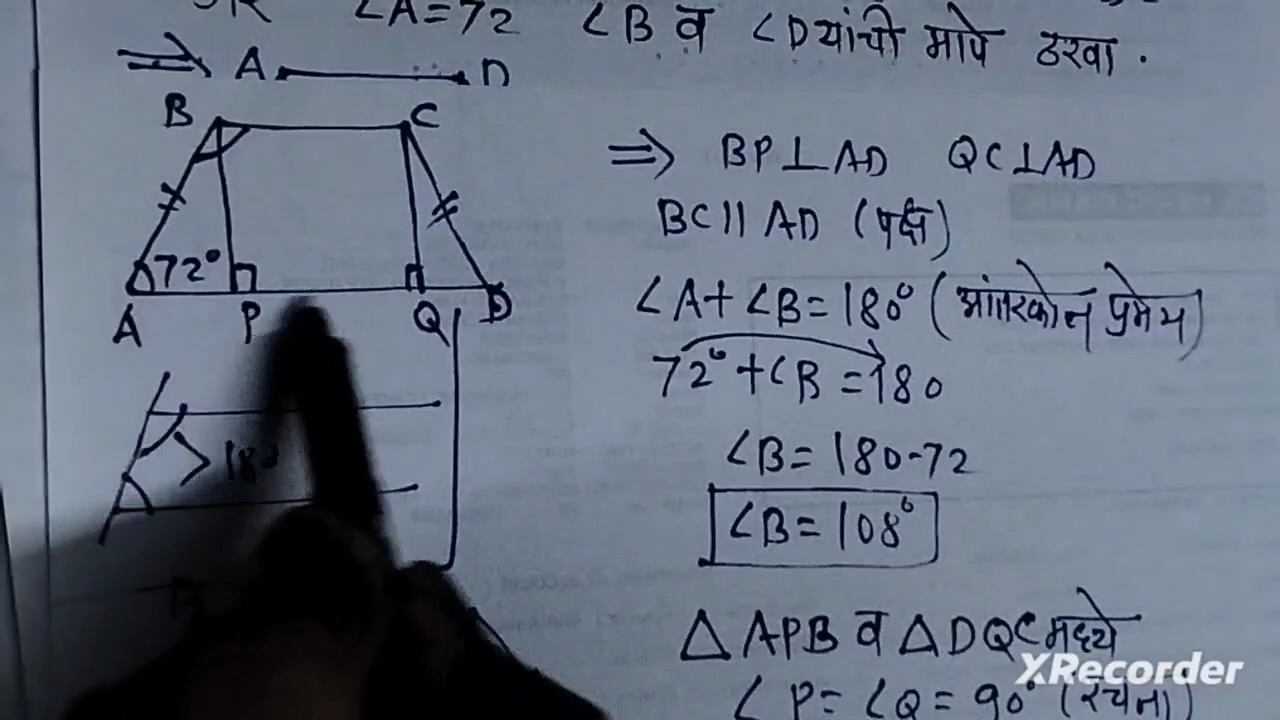 ∠A=72 ∠B व ∠D यांची मापे ठरवा.
⇒ A D
B C
72°
A P Q D
⇒ BP⊥AD QC⊥AD
BC॥AD (पक्ष)
∠A+∠B=180° (आंतरकोन प्रमेय)
72°+∠B=180
∠B=180-72
∠B=108°
△APB व △DQC मध्ये
∠P=∠Q=90° (रचना)
XRecorder